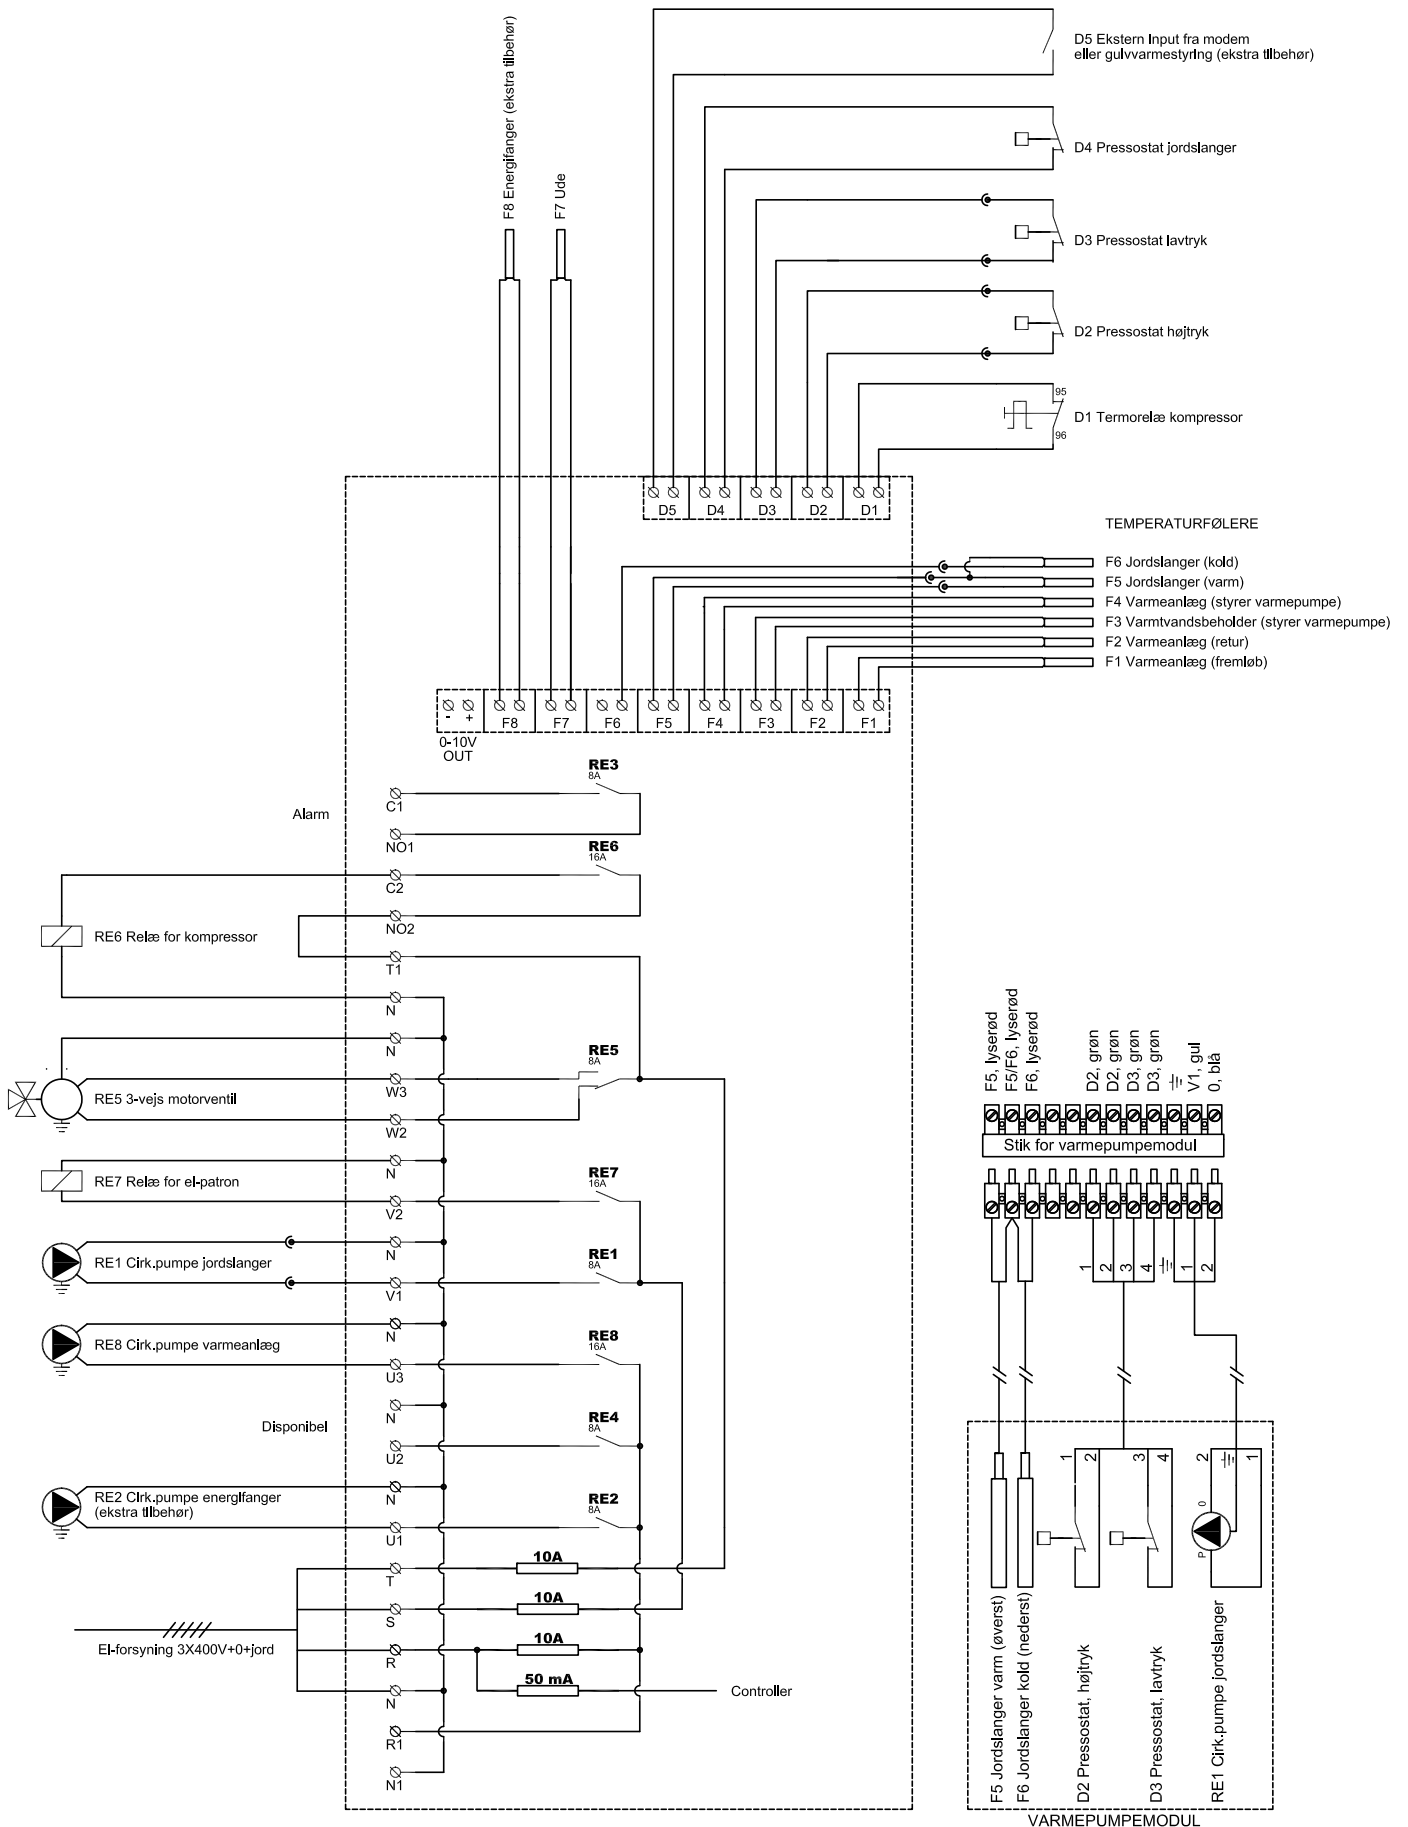 F8 Energifanger (ekstra tilbehør)
F7 Ude
D5 Ekstern Input fra modem
eller gulvvarmestyring (ekstra tilbehør)
D4 Pressostat jordslanger
D3 Pressostat lavtryk
D2 Pressostat højtryk
95
D1 Termorelæ kompressor
96
D5 D4 D3 D2 D1
TEMPERATURFØLERE
F6 Jordslanger (kold)
F5 Jordslanger (varm)
F4 Varmeanlæg (styrer varmepumpe)
F3 Varmtvandsbeholder (styrer varmepumpe)
F2 Varmeanlæg (retur)
F1 Varmeanlæg (fremløb)
- + F8 F7 F6 F5 F4 F3 F2 F1
0-10V
OUT
RE3
8A
C1
Alarm
NO1
RE6
16A
C2
NO2
RE6 Relæ for kompressor
T1
N
N
RE5
8A
W3
RE5 3-vejs motorventil
W2
N
RE7
16A
RE7 Relæ for el-patron
V2
N
RE1
8A
RE1 Cirk.pumpe jordslanger
V1
N
RE8
16A
RE8 Cirk.pumpe varmeanlæg
U3
N
RE4
8A
Disponibel
U2
N
RE2
8A
RE2 Cirk.pumpe energifanger
(ekstra tilbehør)
U1
10A
T
10A
S
El-forsyning 3X400V+0+jord
10A
R
50 mA
N
Controller
R1
N1
F5, lyserød
F5/F6, lyserød
F6, lyserød
D2, grøn
D2, grøn
D3, grøn
D3, grøn
V1, gul
0, blå
Stik for varmepumpemodul
1 2 3 4 1 2
1 2 3 4 2 1
0
P
F5 Jordslanger varm (øverst)
F6 Jordslanger kold (nederst)
D2 Pressostat, højtryk
D3 Pressostat, lavtryk
RE1 Cirk.pumpe jordslanger
VARMEPUMPEMODUL